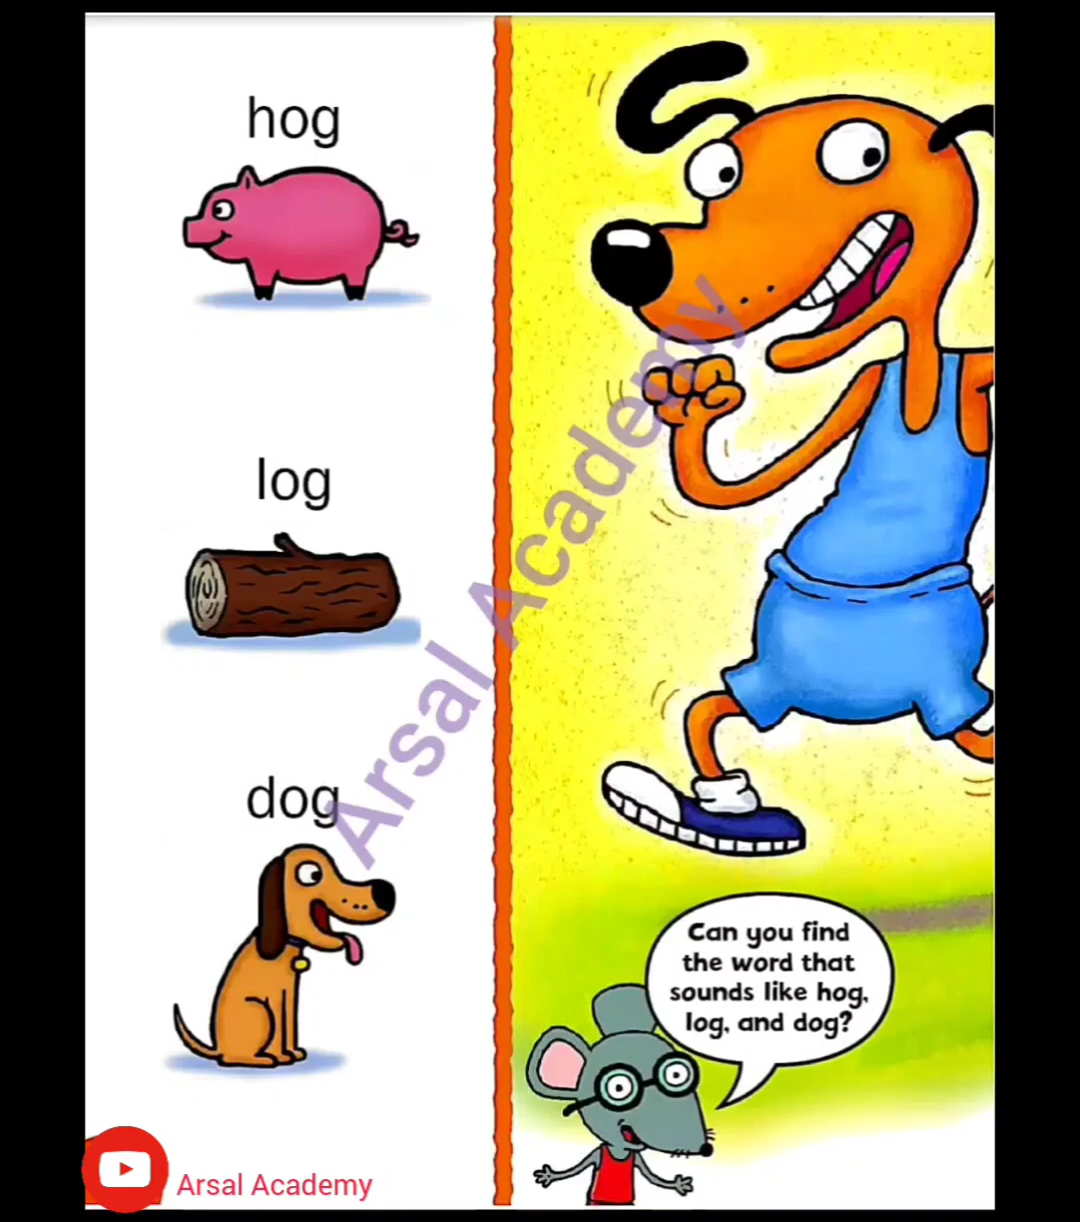 hog
log
dog
Can you find
the word that
sounds like hog,
log, and dog?
Arsal Academy
Arsal Academy